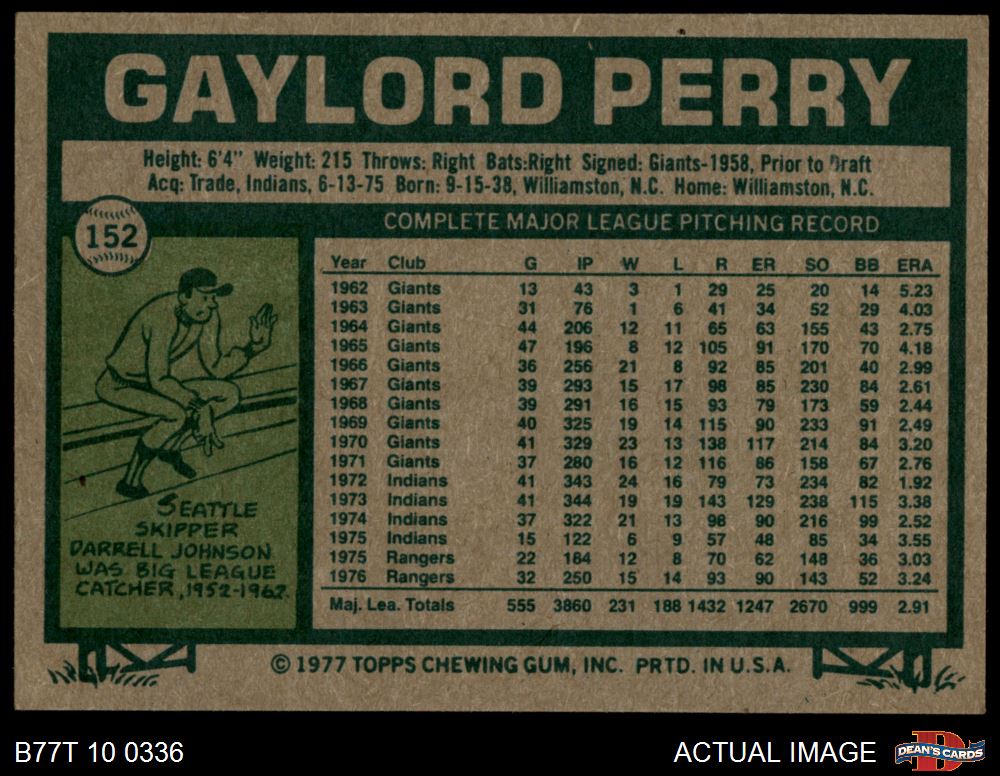 GAYLORD PERRY
Height: 6'4" Weight: 215 Throws: Right Bats:Right Signed: Giants-1958, Prior to Draft
Acq: Trade, Indians, 6-13-75 Born: 9-15-38, Williamston, N.C. Home: Williamston, N.C.
152
COMPLETE MAJOR LEAGUE PITCHING RECORD
Year Club G IP W L R ER SO BB ERA
1962 Giants 13 43 3 1 29 25 20 14 5.23
1963 Giants 31 76 1 6 41 34 52 29 4.03
1964 Giants 44 206 12 11 65 63 155 43 2.75
1965 Giants 47 196 8 12 105 91 170 70 4.18
1966 Giants 36 256 21 8 92 85 201 40 2.99
1967 Giants 39 293 15 17 98 85 230 84 2.61
1968 Giants 39 291 16 15 93 79 173 59 2.44
1969 Giants 40 325 19 14 115 90 233 91 2.49
1970 Giants 41 329 23 13 138 117 214 84 3.20
1971 Giants 37 280 16 12 116 86 158 67 2.76
1972 Indians 41 343 24 16 79 73 234 82 1.92
1973 Indians 41 344 19 19 143 129 238 115 3.38
1974 Indians 37 322 21 13 98 90 216 99 2.52
1975 Indians 15 122 6 9 57 48 85 34 3.55
1975 Rangers 22 184 12 8 70 62 148 36 3.03
1976 Rangers 32 250 15 14 93 90 143 52 3.24
Maj. Lea. Totals 555 3860 231 188 1432 1247 2670 999 2.91
SEATTLE
SKIPPER
DARRELL JOHNSON
WAS BIG LEAGUE
CATCHER, 1952-1962.
© 1977 TOPPS CHEWING GUM, INC. PRTD. IN U.S.A.
B77T 10 0336
ACTUAL IMAGE
D
DEAN'S CARDS